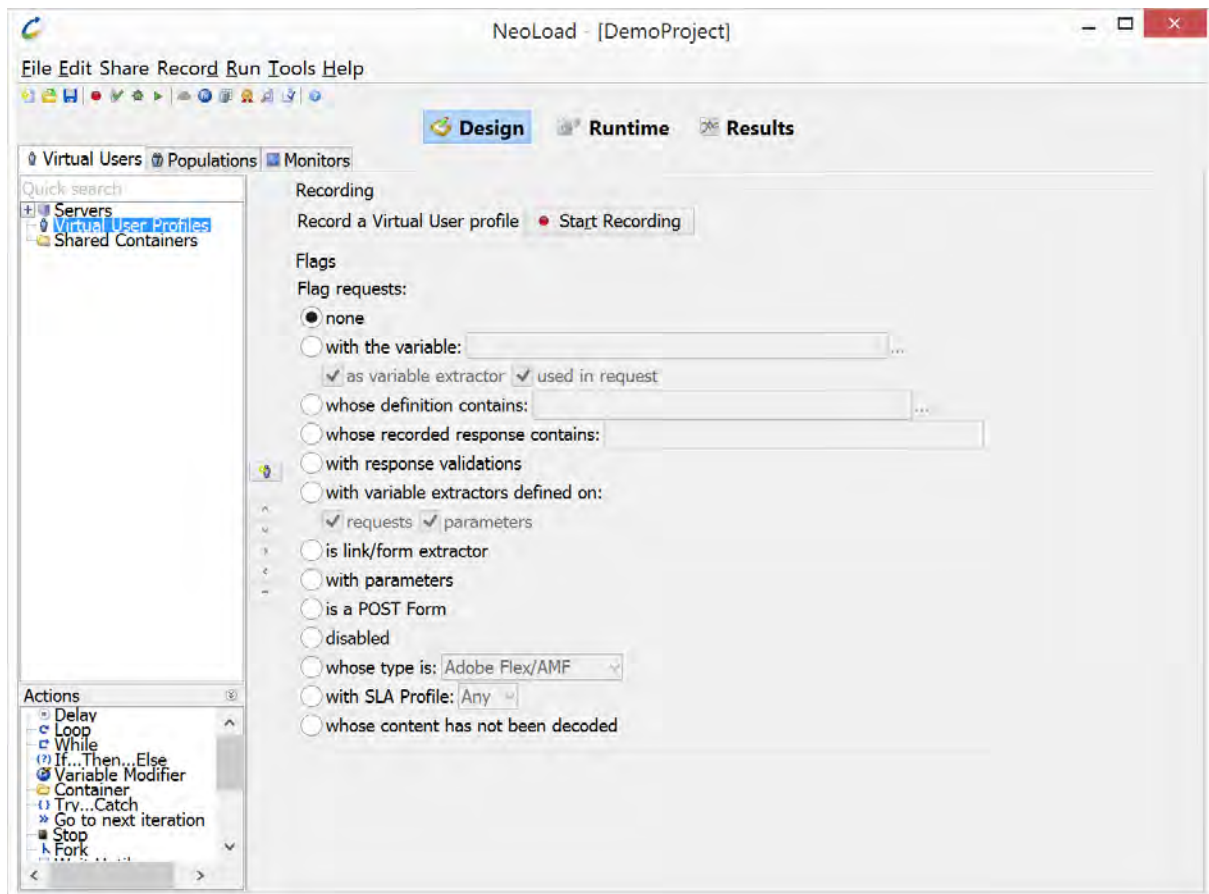 NeoLoad - [DemoProject]
File Edit Share Record Run Tools Help
Design Runtime Results
Virtual Users Populations Monitors
Quick search
Servers
Virtual User Profiles
Shared Containers
Recording
Record a Virtual User profile Start Recording
Flags
Flag requests:
none
with the variable: ...
as variable extractor used in request
whose definition contains: ...
whose recorded response contains:
with response validations
with variable extractors defined on:
requests parameters
is link/form extractor
with parameters
is a POST Form
disabled
whose type is: Adobe Flex/AMF
with SLA Profile: Any
whose content has not been decoded
Actions
Delay
Loop
While
If...Then...Else
Variable Modifier
Container
Try...Catch
Go to next iteration
Stop
Fork